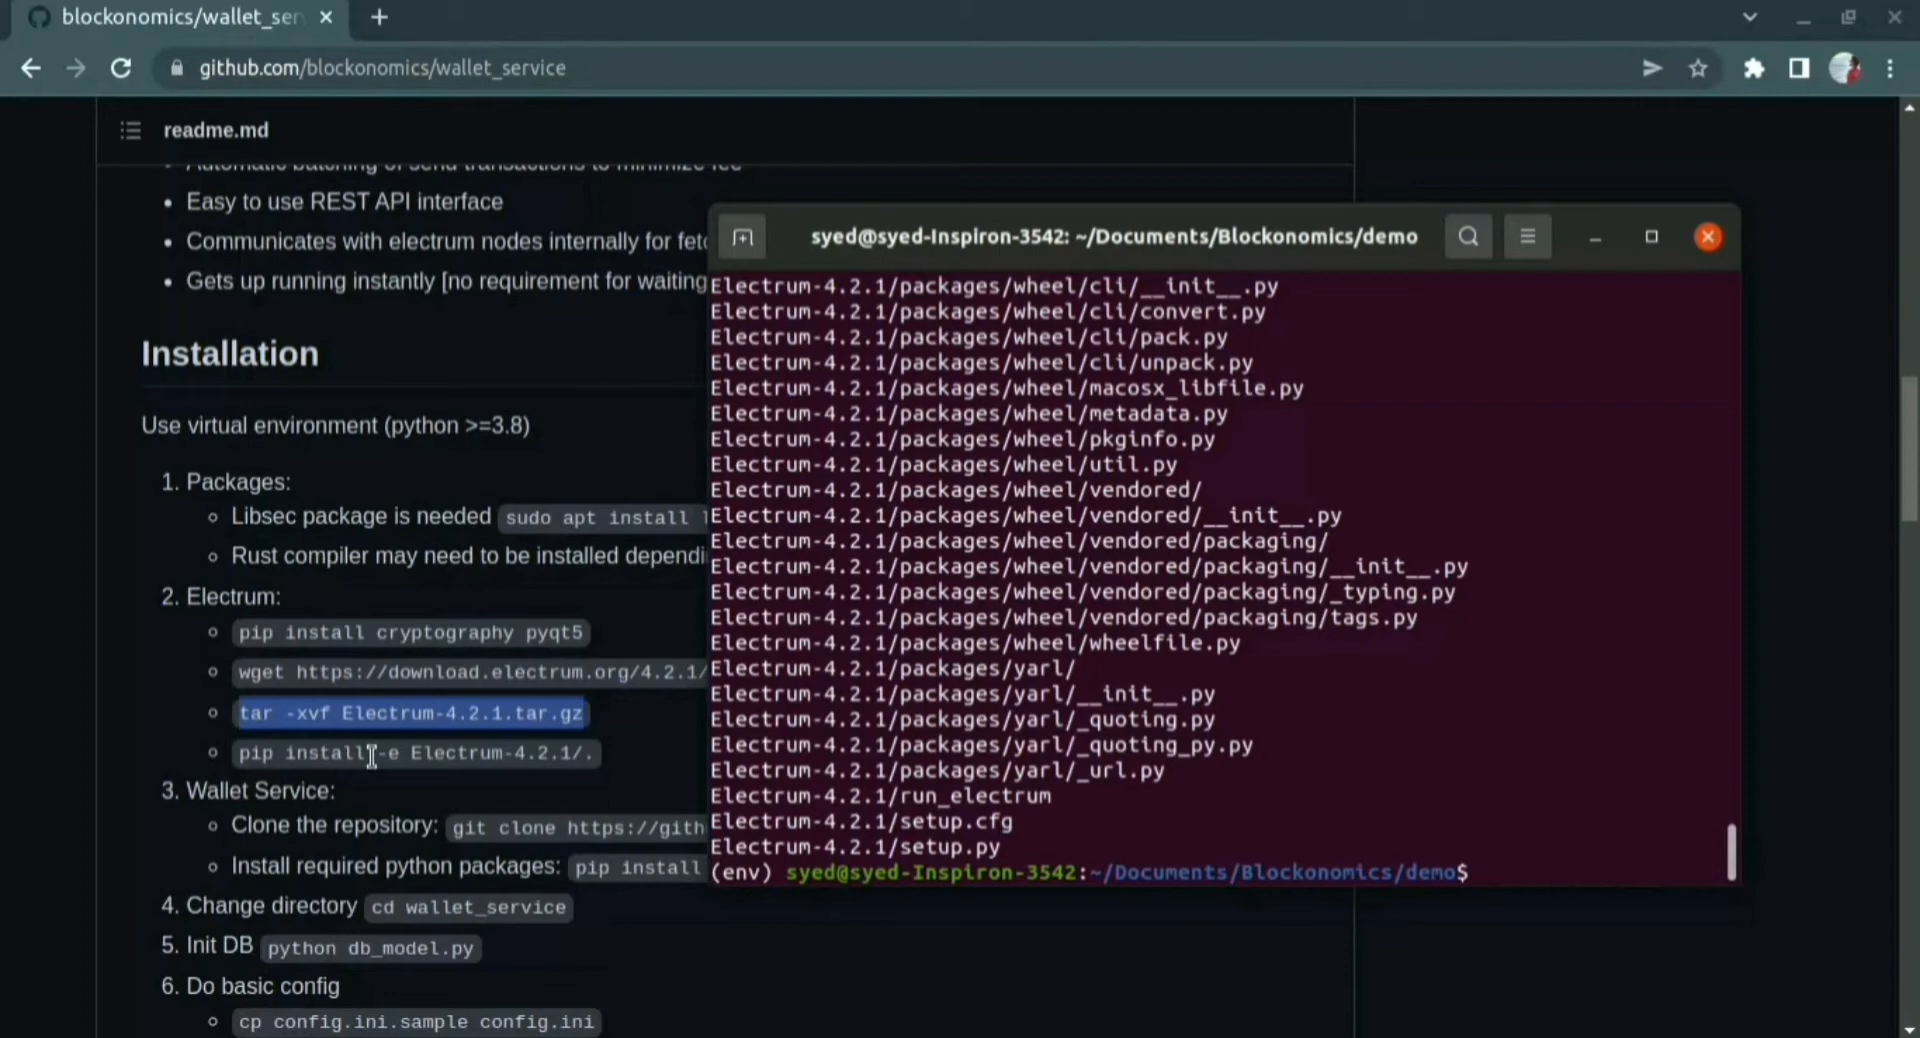 blockonomics/wallet_ser
github.com/blockonomics/wallet_service
readme.md
Automatic batching of send transactions to minimize fee
Easy to use REST API interface
Communicates with electrum nodes internally for fetc
Gets up running instantly [no requirement for waiting
Installation
Use virtual environment (python >=3.8)
1. Packages:
Libsec package is needed sudo apt install l
Rust compiler may need to be installed dependi
2. Electrum:
pip install cryptography pyqt5
wget https://download.electrum.org/4.2.1/
tar -xvf Electrum-4.2.1.tar.gz
pip install -e Electrum-4.2.1/.
3. Wallet Service:
Clone the repository: git clone https://gith
Install required python packages: pip install
4. Change directory cd wallet_service
5. Init DB python db_model.py
6. Do basic config
cp config.ini.sample config.ini
syed@syed-Inspiron-3542: ~/Documents/Blockonomics/demo
Electrum-4.2.1/packages/wheel/cli/__init__.py
Electrum-4.2.1/packages/wheel/cli/convert.py
Electrum-4.2.1/packages/wheel/cli/pack.py
Electrum-4.2.1/packages/wheel/cli/unpack.py
Electrum-4.2.1/packages/wheel/macosx_libfile.py
Electrum-4.2.1/packages/wheel/metadata.py
Electrum-4.2.1/packages/wheel/pkginfo.py
Electrum-4.2.1/packages/wheel/util.py
Electrum-4.2.1/packages/wheel/vendored/
Electrum-4.2.1/packages/wheel/vendored/__init__.py
Electrum-4.2.1/packages/wheel/vendored/packaging/
Electrum-4.2.1/packages/wheel/vendored/packaging/__init__.py
Electrum-4.2.1/packages/wheel/vendored/packaging/_typing.py
Electrum-4.2.1/packages/wheel/vendored/packaging/tags.py
Electrum-4.2.1/packages/wheel/wheelfile.py
Electrum-4.2.1/packages/yarl/
Electrum-4.2.1/packages/yarl/__init__.py
Electrum-4.2.1/packages/yarl/_quoting.py
Electrum-4.2.1/packages/yarl/_quoting_py.py
Electrum-4.2.1/packages/yarl/_url.py
Electrum-4.2.1/run_electrum
Electrum-4.2.1/setup.cfg
Electrum-4.2.1/setup.py
(env) syed@syed-Inspiron-3542:~/Documents/Blockonomics/demo$